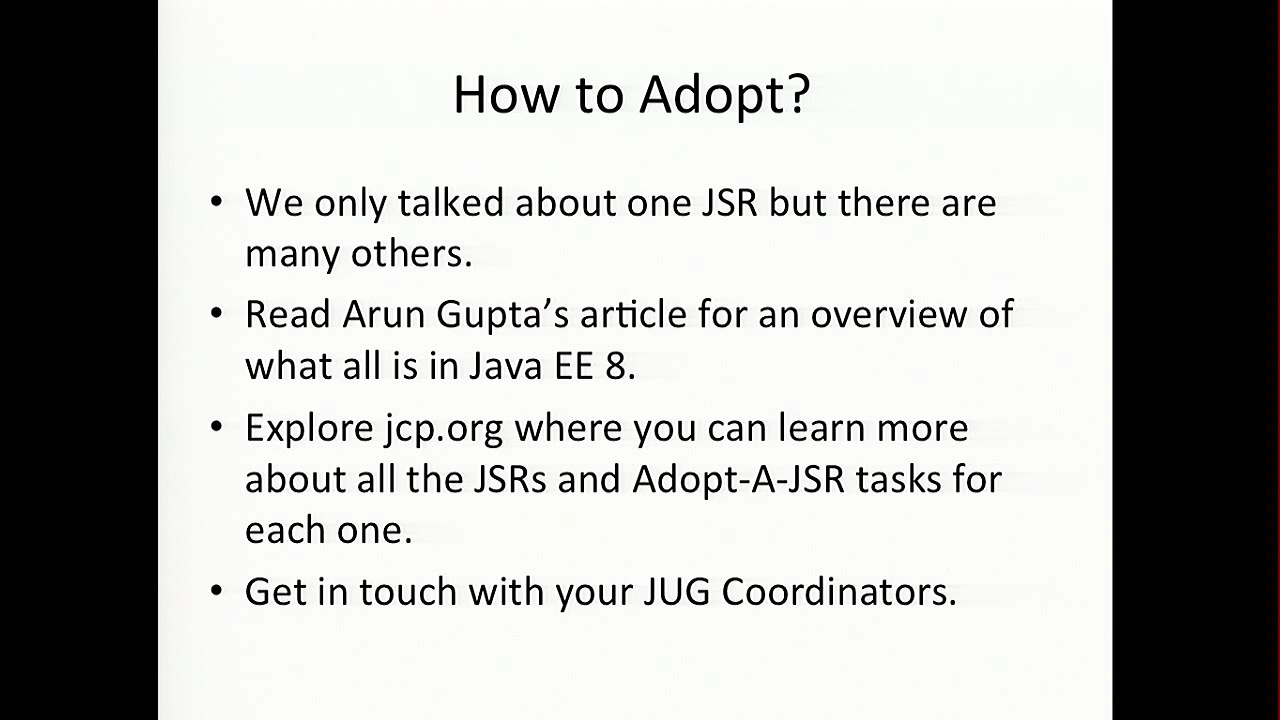 How to Adopt?
• We only talked about one JSR but there are
many others.
• Read Arun Gupta’s article for an overview of
what all is in Java EE 8.
• Explore jcp.org where you can learn more
about all the JSRs and Adopt-A-JSR tasks for
each one.
• Get in touch with your JUG Coordinators.